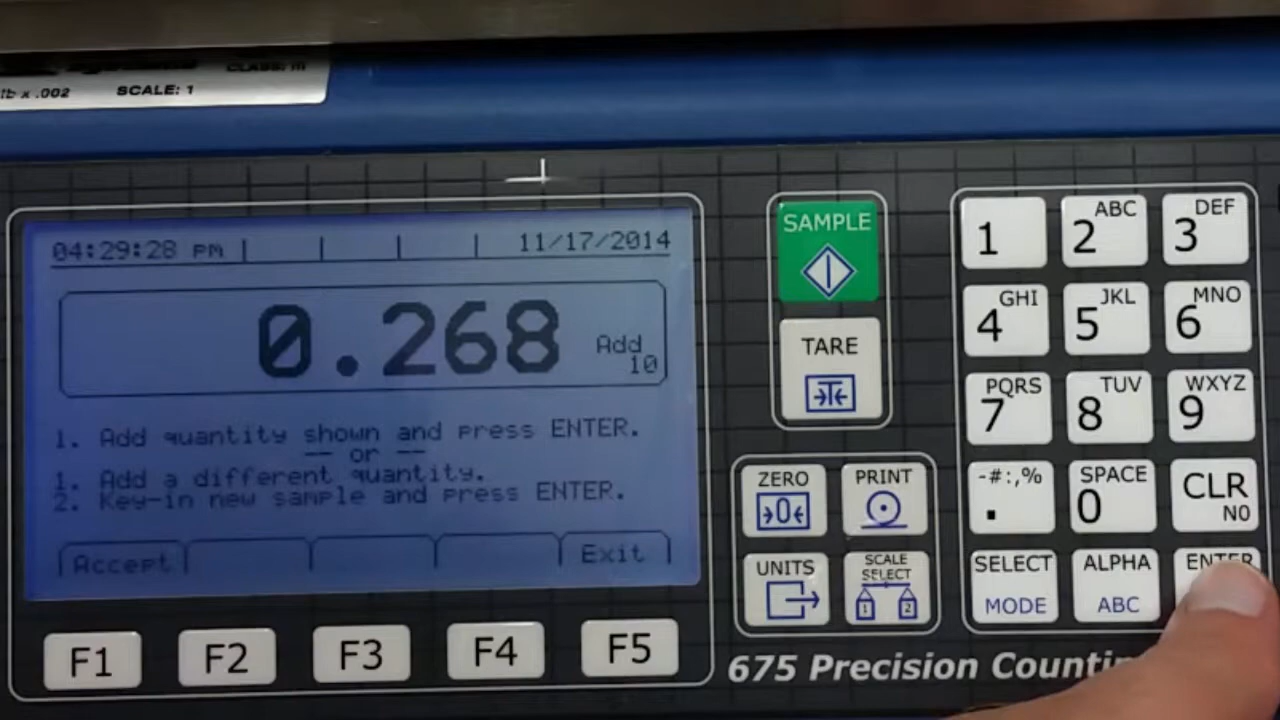 CLASS: III
lb x .002 SCALE: 1
04:29:28 PM 11/17/2014
0.268 Add 10
1. Add quantity shown and press ENTER.
-- or --
1. Add a different quantity.
2. Key-in new sample and press ENTER.
Accept Exit
F1 F2 F3 F4 F5
SAMPLE
TARE
T
ZERO
0
PRINT
UNITS
SCALE SELECT
1 2
1 2 ABC 3 DEF
4 GHI 5 JKL 6 MNO
7 PQRS 8 TUV 9 WXYZ
-#:,% . SPACE 0 CLR NO
SELECT MODE ALPHA ABC ENTER
675 Precision